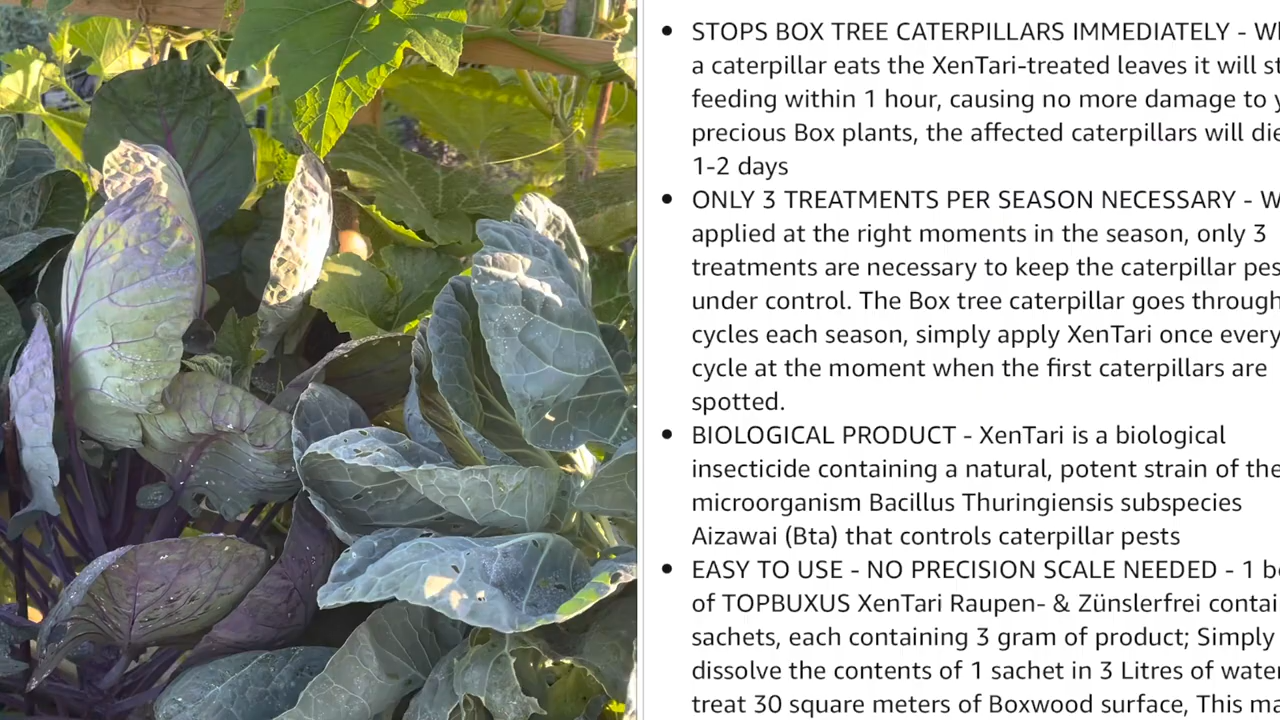 • STOPS BOX TREE CATERPILLARS IMMEDIATELY -
a caterpillar eats the XenTari-treated leaves it will
feeding within 1 hour, causing no more damage to
precious Box plants, the affected caterpillars will
1-2 days
• ONLY 3 TREATMENTS PER SEASON NECESSARY -
applied at the right moments in the season, only 3
treatments are necessary to keep the caterpillar
under control. The Box tree caterpillar goes through
cycles each season, simply apply XenTari once every
cycle at the moment when the first caterpillars are
spotted.
• BIOLOGICAL PRODUCT - XenTari is a biological
insecticide containing a natural, potent strain of the
microorganism Bacillus Thuringiensis subspecies
Aizawai (Bta) that controls caterpillar pests
• EASY TO USE - NO PRECISION SCALE NEEDED - 1
of TOPBUXUS XenTari Raupen- & Zünslerfrei
sachets, each containing 3 gram of product; Simply
dissolve the contents of 1 sachet in 3 Litres of water
treat 30 square meters of Boxwood surface, This